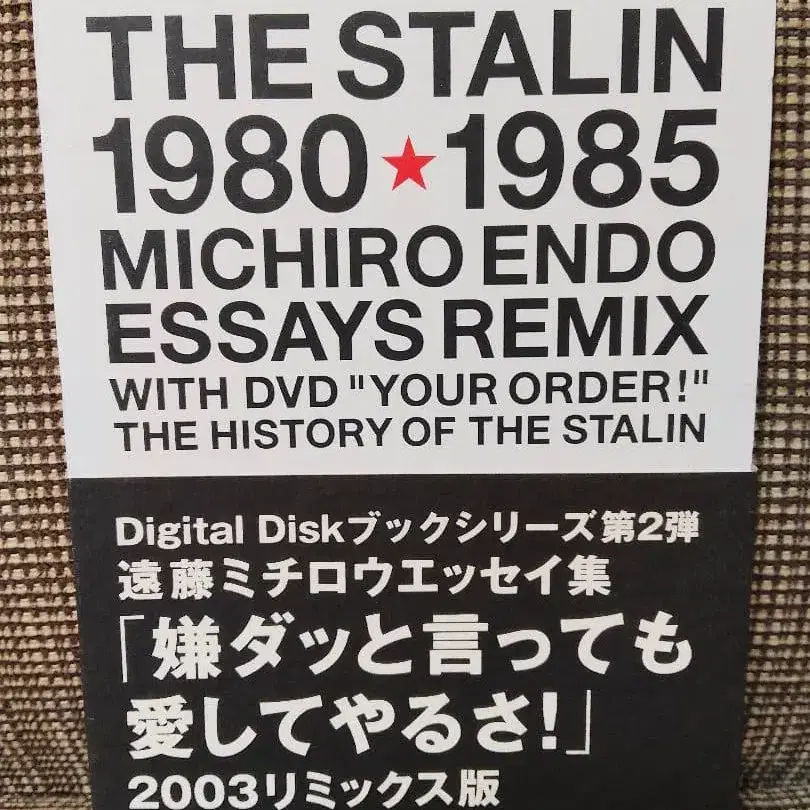 THE STALIN
1980★1985
MICHIRO ENDO
ESSAYS REMIX
WITH DVD "YOUR ORDER!"
THE HISTORY OF THE STALIN
Digital Diskブックシリーズ第2弾
遠藤ミチロウエッセイ集
「嫌ダッと言っても
愛してやるさ!」
2003リミックス版